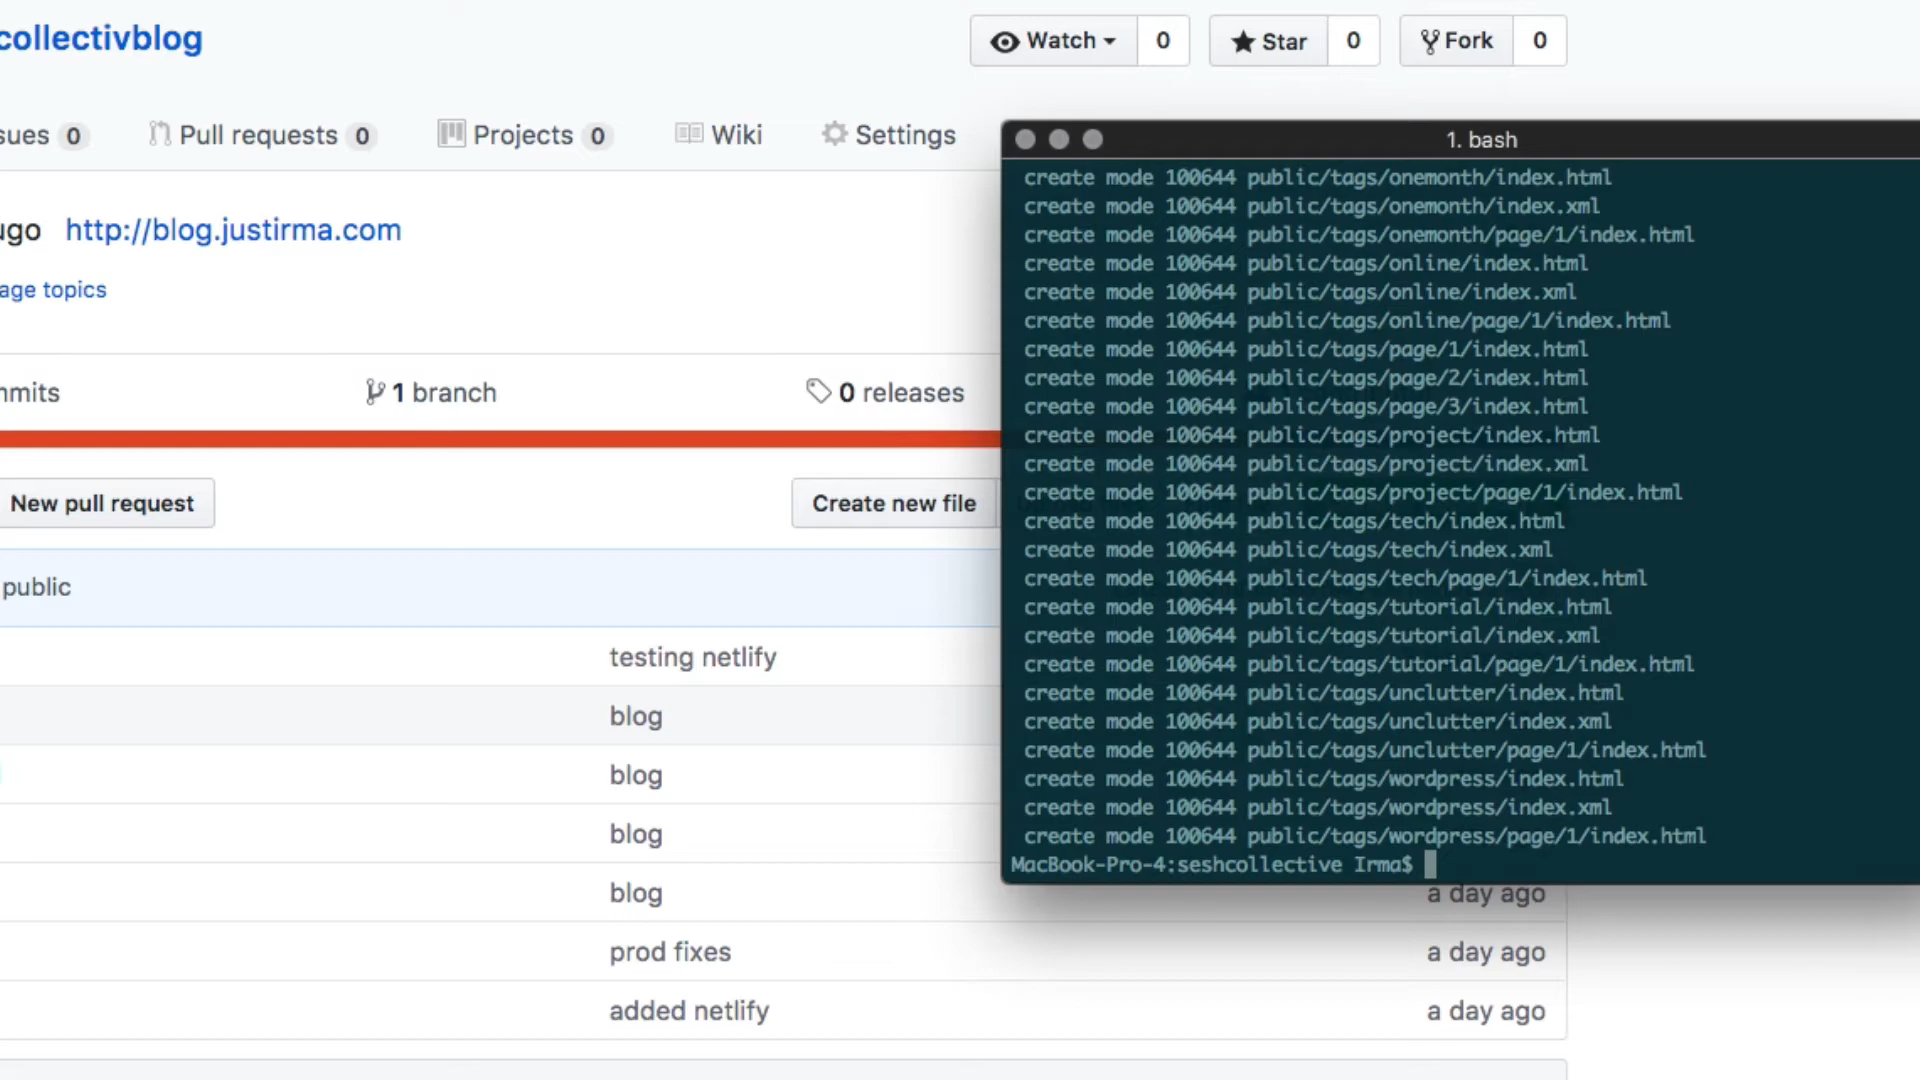 collectivblog
Watch 0
Star 0
Fork 0
sues 0
Pull requests 0
Projects 0
Wiki
Settings
ugo http://blog.justirma.com
age topics
mmits
1 branch
0 releases
New pull request
Create new file
public
testing netlify
blog
blog
blog
blog
a day ago
prod fixes
a day ago
added netlify
a day ago
1. bash
create mode 100644 public/tags/onemonth/index.html
create mode 100644 public/tags/onemonth/index.xml
create mode 100644 public/tags/onemonth/page/1/index.html
create mode 100644 public/tags/online/index.html
create mode 100644 public/tags/online/index.xml
create mode 100644 public/tags/online/page/1/index.html
create mode 100644 public/tags/page/1/index.html
create mode 100644 public/tags/page/2/index.html
create mode 100644 public/tags/page/3/index.html
create mode 100644 public/tags/project/index.html
create mode 100644 public/tags/project/index.xml
create mode 100644 public/tags/project/page/1/index.html
create mode 100644 public/tags/tech/index.html
create mode 100644 public/tags/tech/index.xml
create mode 100644 public/tags/tech/page/1/index.html
create mode 100644 public/tags/tutorial/index.html
create mode 100644 public/tags/tutorial/index.xml
create mode 100644 public/tags/tutorial/page/1/index.html
create mode 100644 public/tags/unclutter/index.html
create mode 100644 public/tags/unclutter/index.xml
create mode 100644 public/tags/unclutter/page/1/index.html
create mode 100644 public/tags/wordpress/index.html
create mode 100644 public/tags/wordpress/index.xml
create mode 100644 public/tags/wordpress/page/1/index.html
MacBook-Pro-4:seshcollective Irma$